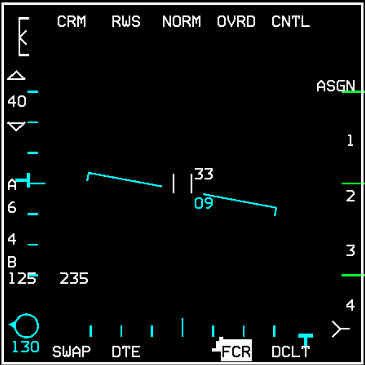 CRM RWS NORM OVRD CNTL
40
ASGN
1
33
A
2
09
6
4
3
B
125 235
4
130
SWAP DTE FCR DCLT